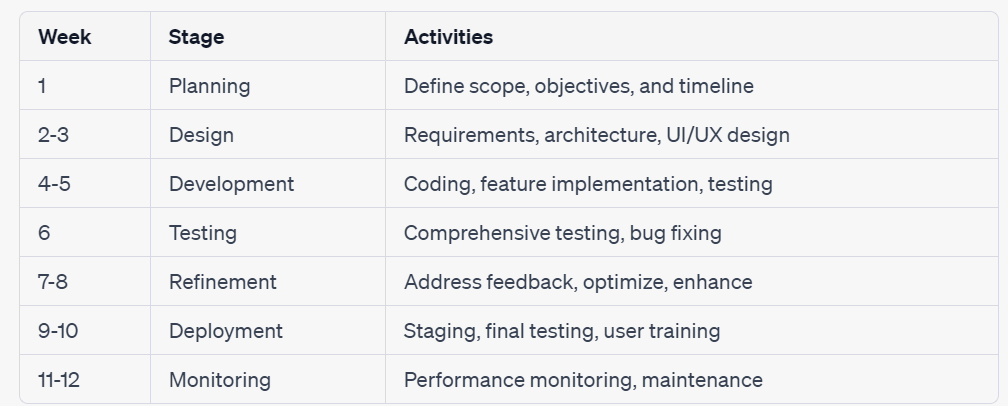 Week Stage Activities
1 Planning Define scope, objectives, and timeline
2-3 Design Requirements, architecture, UI/UX design
4-5 Development Coding, feature implementation, testing
6 Testing Comprehensive testing, bug fixing
7-8 Refinement Address feedback, optimize, enhance
9-10 Deployment Staging, final testing, user training
11-12 Monitoring Performance monitoring, maintenance